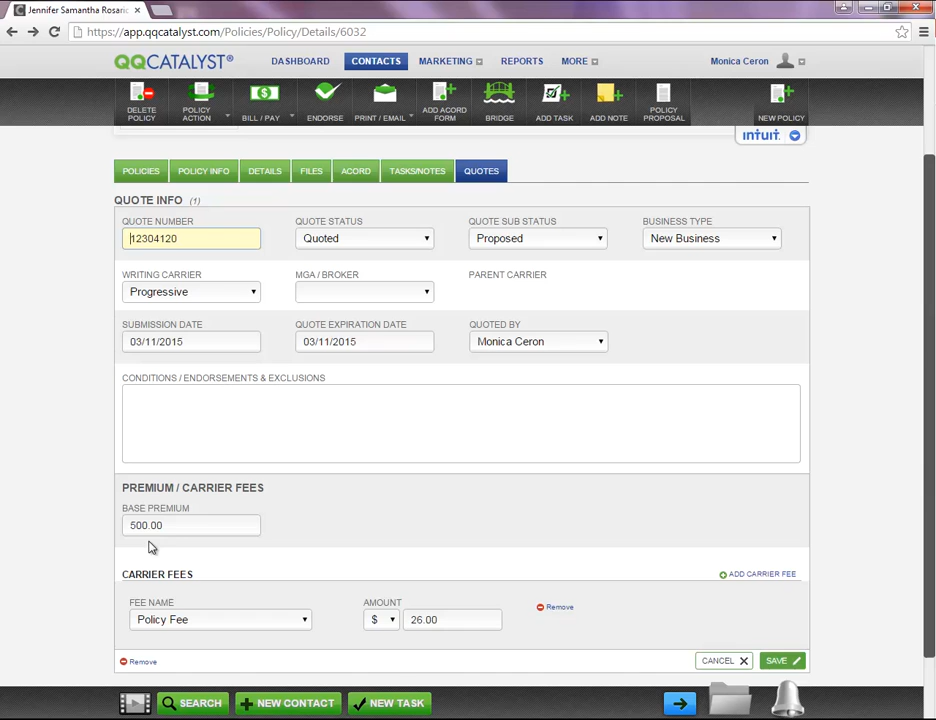 Jennifer Samantha Rosari
https://app.qqcatalyst.com/Policies/Policy/Details/6032
QQCATALYST® DASHBOARD CONTACTS MARKETING REPORTS MORE Monica Ceron
DELETE POLICY POLICY ACTION BILL / PAY ENDORSE PRINT / EMAIL ADD ACORD FORM BRIDGE ADD TASK ADD NOTE POLICY PROPOSAL NEW POLICY
intuit
POLICIES POLICY INFO DETAILS FILES ACORD TASKS/NOTES QUOTES
QUOTE INFO (1)
QUOTE NUMBER QUOTE STATUS QUOTE SUB STATUS BUSINESS TYPE
12304120 Quoted Proposed New Business
WRITING CARRIER MGA / BROKER PARENT CARRIER
Progressive
SUBMISSION DATE QUOTE EXPIRATION DATE QUOTED BY
03/11/2015 03/11/2015 Monica Ceron
CONDITIONS / ENDORSEMENTS & EXCLUSIONS
PREMIUM / CARRIER FEES
BASE PREMIUM
500.00
CARRIER FEES ADD CARRIER FEE
FEE NAME AMOUNT Remove
Policy Fee $ 26.00
Remove CANCEL X SAVE
SEARCH NEW CONTACT NEW TASK